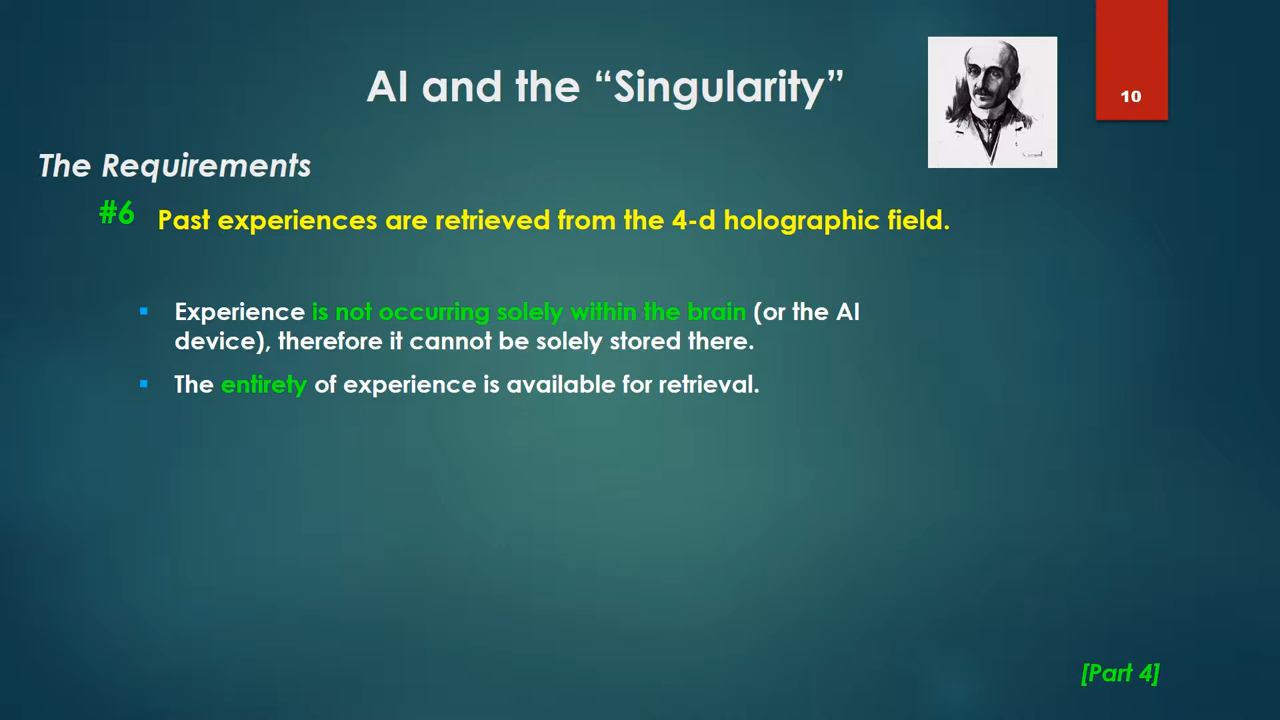 AI and the “Singularity”
10
The Requirements
#6 Past experiences are retrieved from the 4-d holographic field.
Experience is not occurring solely within the brain (or the AI
device), therefore it cannot be solely stored there.
The entirety of experience is available for retrieval.
[Part 4]